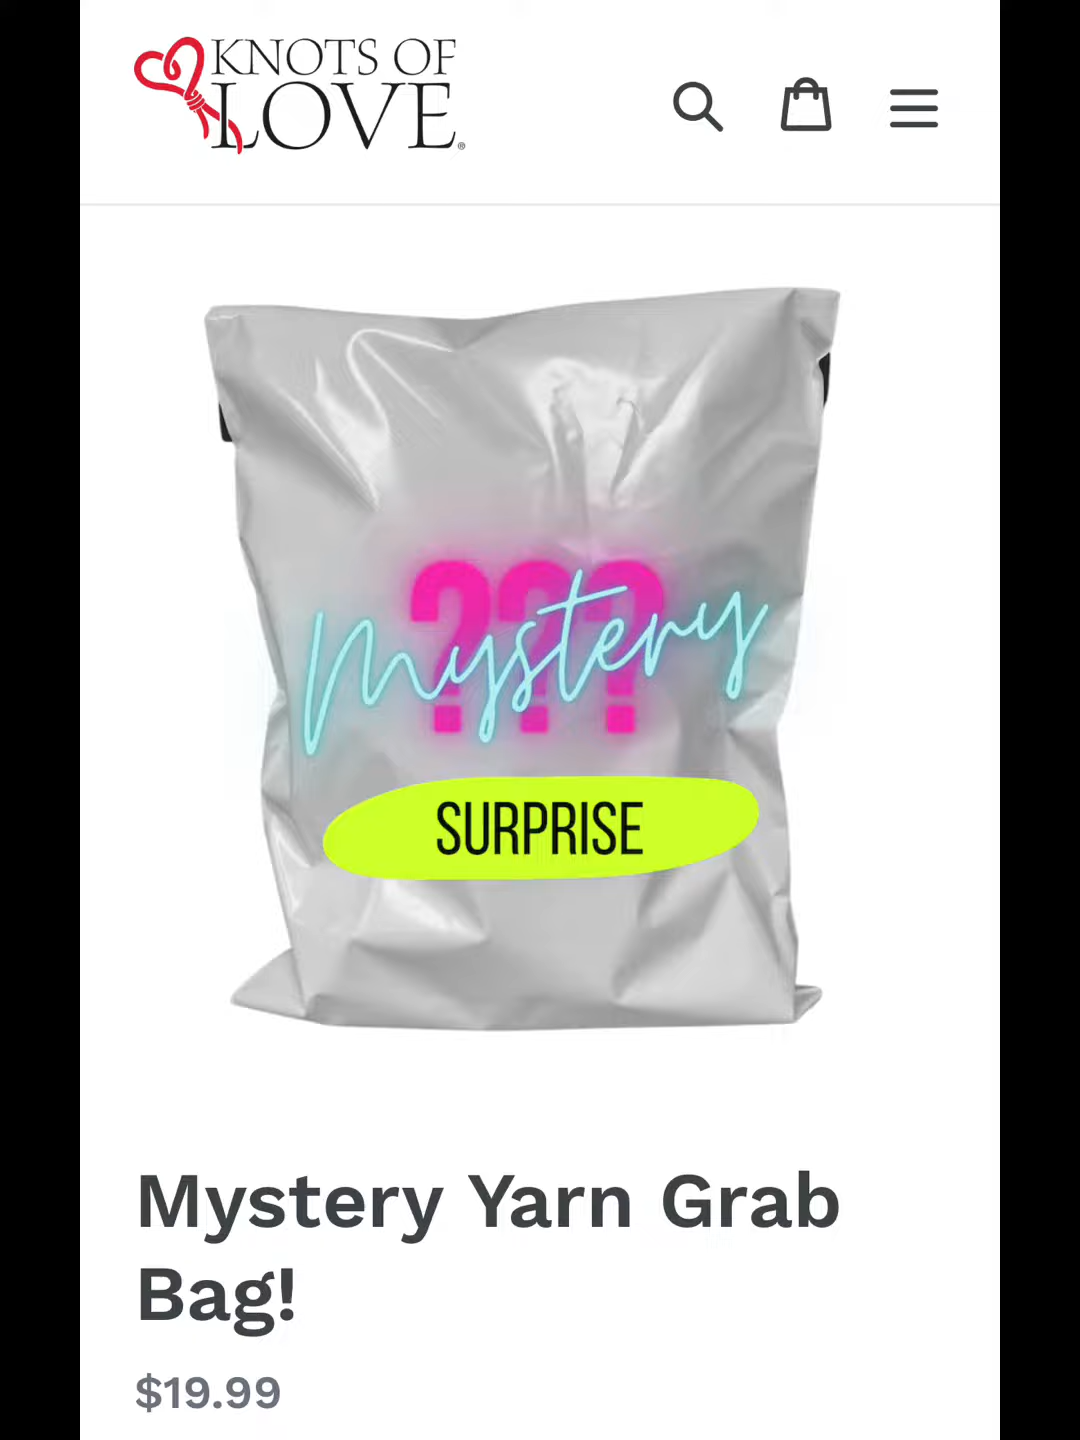 KNOTS OF
LOVE®
???
Mystery
SURPRISE
Mystery Yarn Grab
Bag!
$19.99